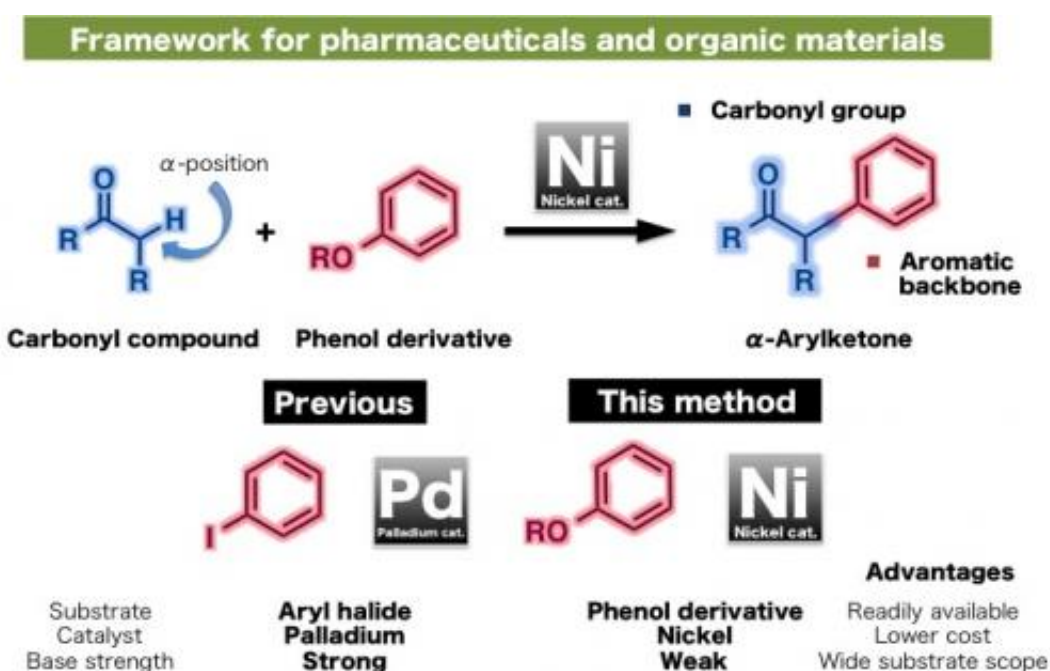 Framework for pharmaceuticals and organic materials
Carbonyl group
α-position
Ni
Nickel cat.
O
H
R
R
+
RO
O
R
R
Aromatic
backbone
Carbonyl compound
Phenol derivative
α-Arylketone
Previous
This method
I
Pd
Palladium cat.
RO
Ni
Nickel cat.
Advantages
Substrate Aryl halide Phenol derivative Readily available
Catalyst Palladium Nickel Lower cost
Base strength Strong Weak Wide substrate scope